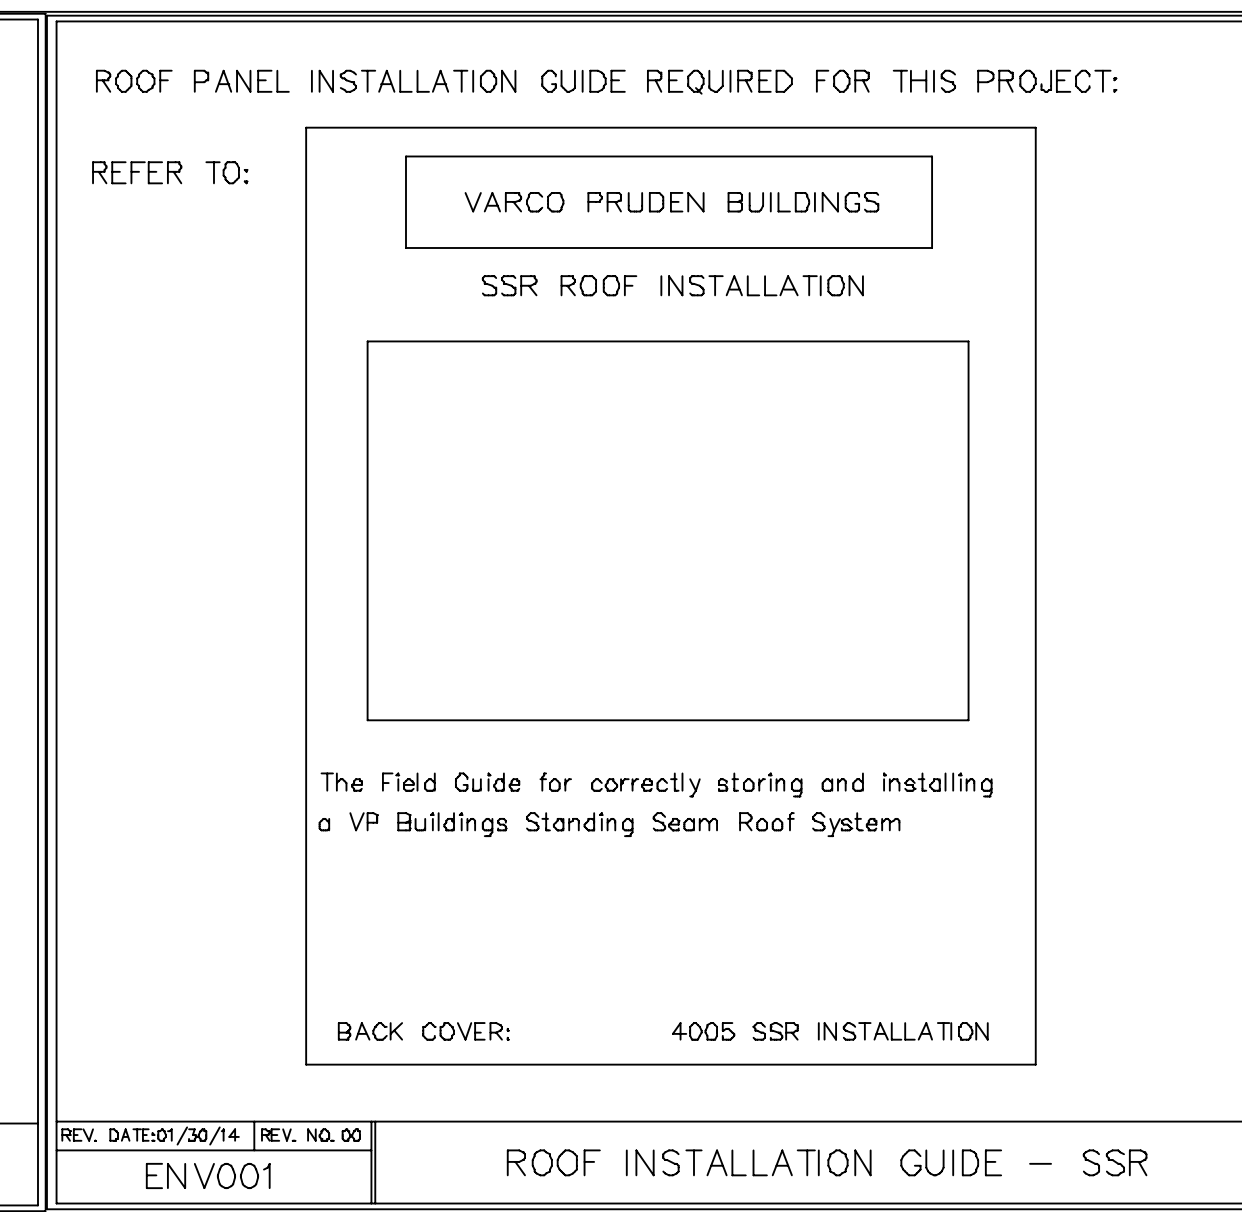 ROOF PANEL INSTALLATION GUIDE REQUIRED FOR THIS PROJECT:
REFER TO:
VARCO PRUDEN BUILDINGS
SSR ROOF INSTALLATION
The Field Guide for correctly storing and installing
a VP Buildings Standing Seam Roof System
BACK COVER: 4005 SSR INSTALLATION
REV. DATE:01/30/14 REV. NO. 00
ENV001
ROOF INSTALLATION GUIDE – SSR